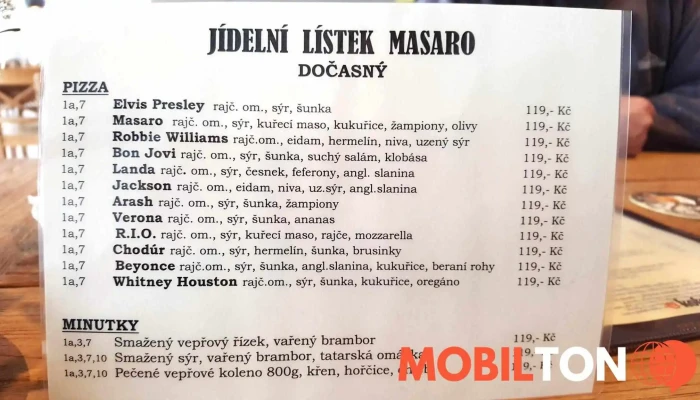 JÍDELNÍ LÍSTEK MASARO
DOČASNÝ
PIZZA
1a,7 Elvis Presley rajč. om., sýr, šunka 119,- Kč
1a,7 Masaro rajč. om., sýr, kuřecí maso, kukuřice, žampiony, olivy 119,- Kč
1a,7 Robbie Williams rajč.om., eidam, hermelín, niva, uzený sýr 119,- Kč
1a,7 Bon Jovi rajč. om., sýr, šunka, suchý salám, klobása 119,- Kč
1a,7 Landa rajč. om., sýr, česnek, feferony, angl. slanina 119,- Kč
1a,7 Jackson rajč. om., eidam, niva, uz.sýr, angl.slanina 119,- Kč
1a,7 Arash rajč. om., sýr, šunka, žampiony 119,- Kč
1a,7 Verona rajč. om., sýr, šunka, ananas 119,- Kč
1a,7 R.I.O. rajč. om., sýr, kuřecí maso, rajče, mozzarella 119,- Kč
1a,7 Chodúr rajč. om., sýr, hermelín, šunka, brusinky 119,- Kč
1a,7 Beyonce rajč.om., sýr, šunka, angl.slanina, kukuřice, beraní rohy 119,- Kč
1a,7 Whitney Houston rajč.om., sýr, šunka, kukuřice, oregáno 119,- Kč
MINUTKY
1a,3,7 Smažený vepřový řízek, vařený brambor 119,- Kč
1a,3,7,10 Smažený sýr, vařený brambor, tatarská
1a,3,7,10 Pečené vepřové koleno 800g, křen, hořčice,
MOBILTON